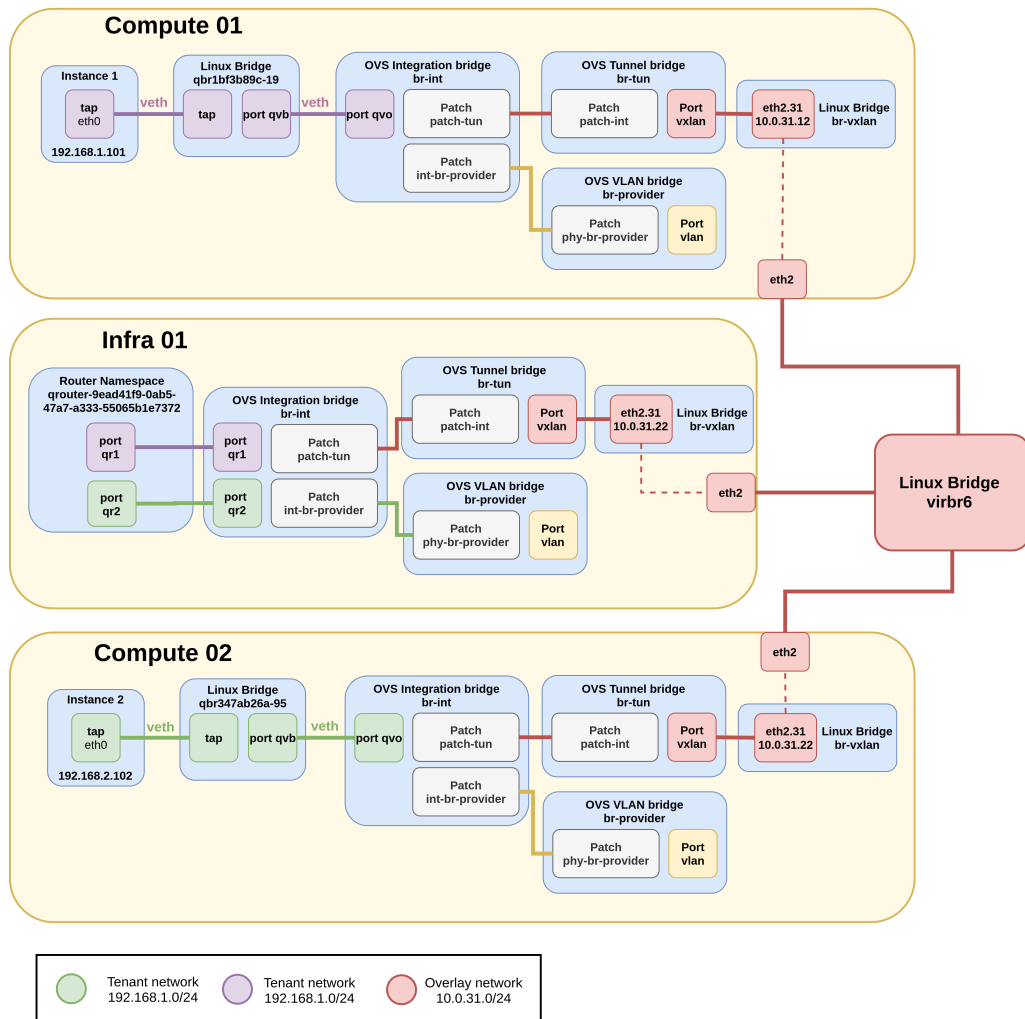 Compute 01
Instance 1
tap
eth0
192.168.1.101
veth
Linux Bridge
qbr1bf3b89c-19
tap
port qvb
veth
OVS Integration bridge
br-int
port qvo
Patch
patch-tun
Patch
int-br-provider
OVS Tunnel bridge
br-tun
Patch
patch-int
Port
vxlan
eth2.31
10.0.31.12
Linux Bridge
br-vxlan
OVS VLAN bridge
br-provider
Patch
phy-br-provider
Port
vlan
eth2
Infra 01
Router Namespace
qrouter-9ead41f9-0ab5-
47a7-a333-55065b1e7372
port
qr1
port
qr2
OVS Integration bridge
br-int
port
qr1
port
qr2
Patch
patch-tun
Patch
int-br-provider
OVS Tunnel bridge
br-tun
Patch
patch-int
Port
vxlan
eth2.31
10.0.31.22
Linux Bridge
br-vxlan
OVS VLAN bridge
br-provider
Patch
phy-br-provider
Port
vlan
eth2
Linux Bridge
virbr6
Compute 02
Instance 2
tap
eth0
192.168.2.102
veth
Linux Bridge
qbr347ab26a-95
tap
port qvb
veth
OVS Integration bridge
br-int
port qvo
Patch
patch-tun
Patch
int-br-provider
OVS Tunnel bridge
br-tun
Patch
patch-int
Port
vxlan
eth2
eth2.31
10.0.31.22
Linux Bridge
br-vxlan
OVS VLAN bridge
br-provider
Patch
phy-br-provider
Port
vlan
Tenant network
192.168.1.0/24
Tenant network
192.168.1.0/24
Overlay network
10.0.31.0/24